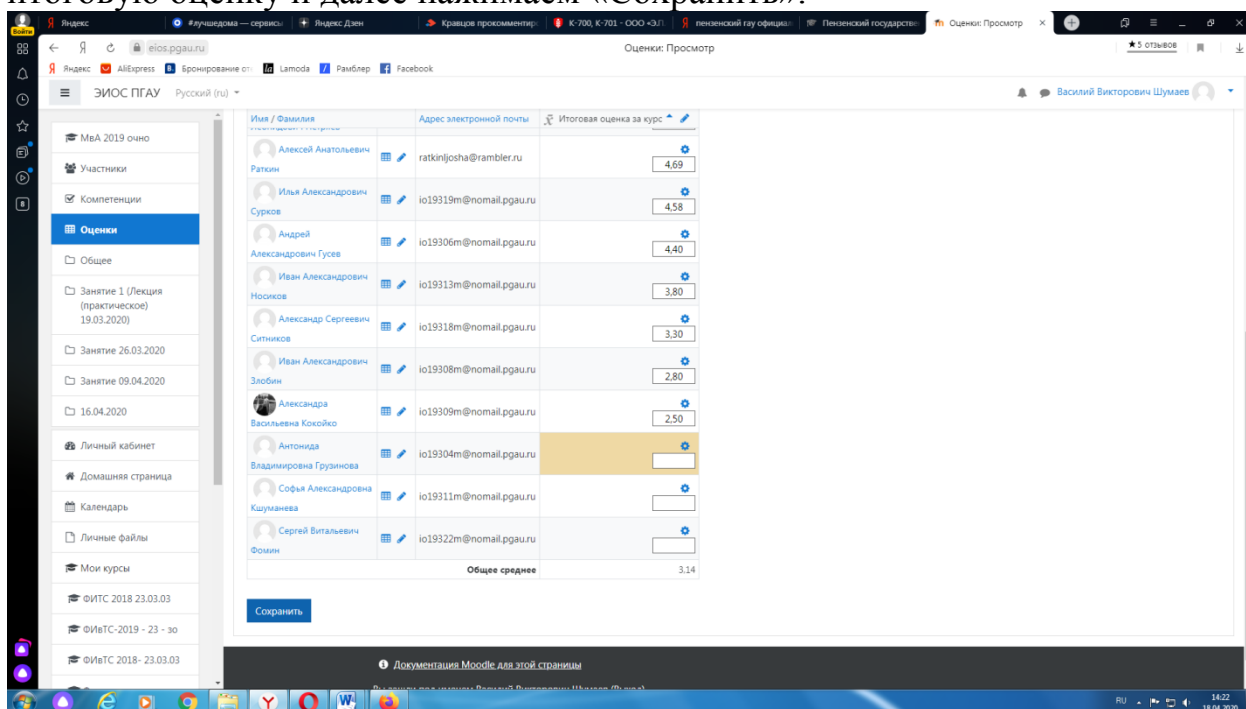 итоговую оценку и далее нажимаем «Сохранить».
Войти
Яндекс
#лучшедома — сервисы
Яндекс Дзен
Кравцов прокомментиро
К-700, К-701 - ООО «Э.П.
пензенский гау официал
Пензенский государстве
Оценки: Просмотр
eios.pgau.ru
Оценки: Просмотр
★5 отзывов
Яндекс
AliExpress
Бронирование от
Lamoda
Рамблер
Facebook
ЭИОС ПГАУ
Русский (ru)
Василий Викторович Шумаев
МвА 2019 очно
Участники
Компетенции
Оценки
Общее
Занятие 1 (Лекция
(практическое)
19.03.2020)
Занятие 26.03.2020
Занятие 09.04.2020
16.04.2020
Личный кабинет
Домашняя страница
Календарь
Личные файлы
Мои курсы
ФИТС 2018 23.03.03
ФИвТС-2019 - 23 - зо
ФИвТС 2018- 23.03.03
Имя / Фамилия
Адрес электронной почты
Итоговая оценка за курс
Алексей Анатольевич
Раткин
ratkinljosha@rambler.ru
4,69
Илья Александрович
Сурков
io19319m@nomail.pgau.ru
4,58
Андрей
Александрович Гусев
io19306m@nomail.pgau.ru
4,40
Иван Александрович
Носиков
io19313m@nomail.pgau.ru
3,80
Александр Сергеевич
Ситников
io19318m@nomail.pgau.ru
3,30
Иван Александрович
Злобин
io19308m@nomail.pgau.ru
2,80
Александра
Васильевна Кокойко
io19309m@nomail.pgau.ru
2,50
Антонида
Владимировна Грузинова
io19304m@nomail.pgau.ru
Софья Александровна
Кшуманева
io19311m@nomail.pgau.ru
Сергей Витальевич
Фомин
io19322m@nomail.pgau.ru
Общее среднее
3,14
Сохранить
Документация Moodle для этой страницы
Вы зашли под именем Василий Викторович Шумаев (Выход)
RU
14:22
18.04.2020